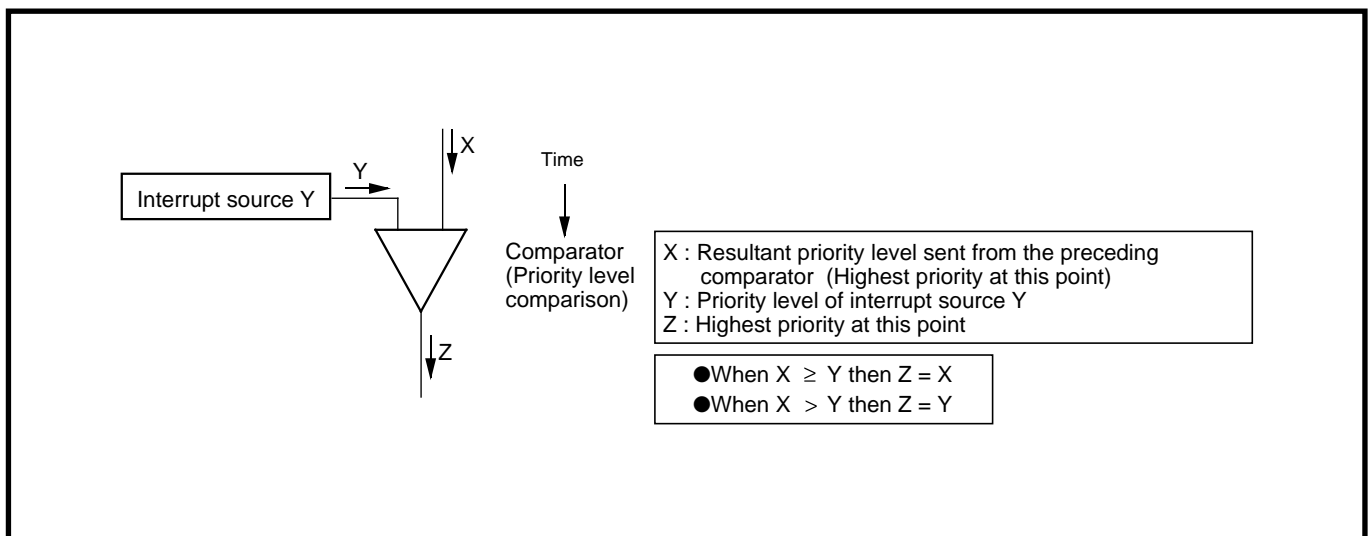 X
Time
Y
Interrupt source Y
Comparator
(Priority level
comparison)
X : Resultant priority level sent from the preceding
comparator (Highest priority at this point)
Y : Priority level of interrupt source Y
Z : Highest priority at this point
Z
●When X ≥ Y then Z = X
●When X > Y then Z = Y